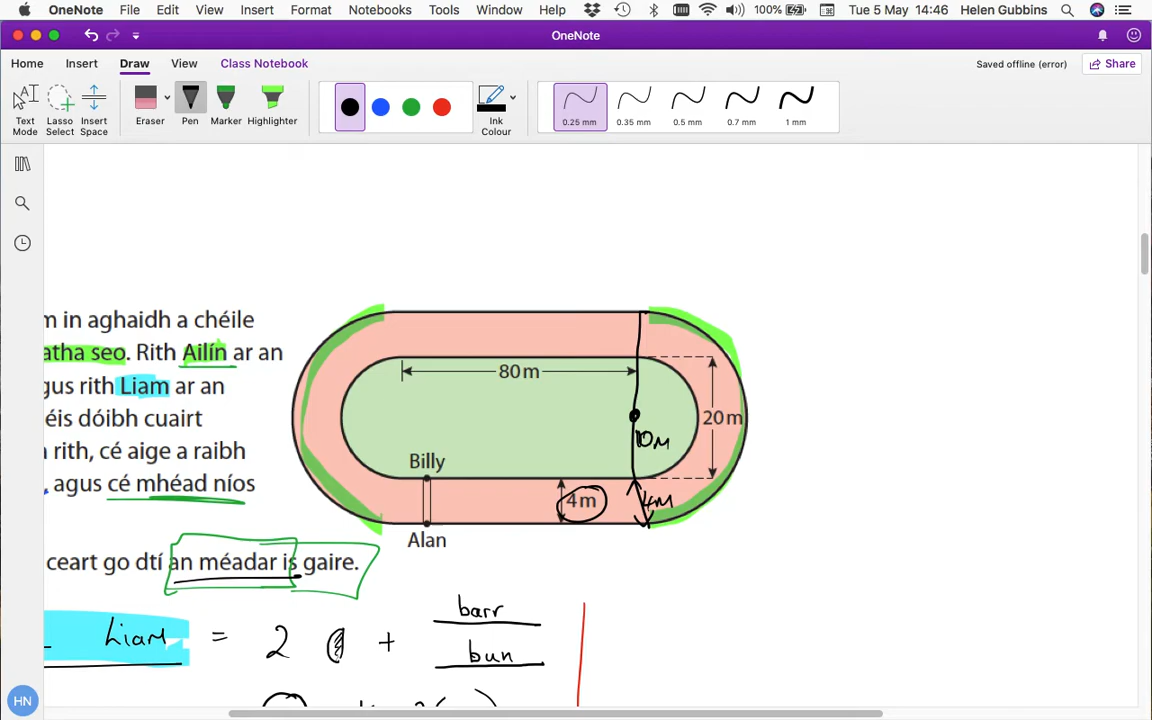 OneNote File Edit View Insert Format Notebooks Tools Window Help 100% Tue 5 May 14:46 Helen Gubbins
OneNote
Home Insert Draw View Class Notebook Saved offline (error) Share
Text Mode
Lasso Select
Insert Space
Eraser
Pen
Marker
Highlighter
Ink Colour
0.25 mm
0.35 mm
0.5 mm
0.7 mm
1 mm
m in aghaidh a chéile
atha seo. Rith Ailín ar an
gus rith Liam ar an
éis dóibh cuairt
rith, cé aige a raibh
agus cé mhéad níos
ceart go dtí an méadar is gaire.
80 m
20 m
10m
Billy
4 m
4m
Alan
Liam = 2 + barr
bun
HN